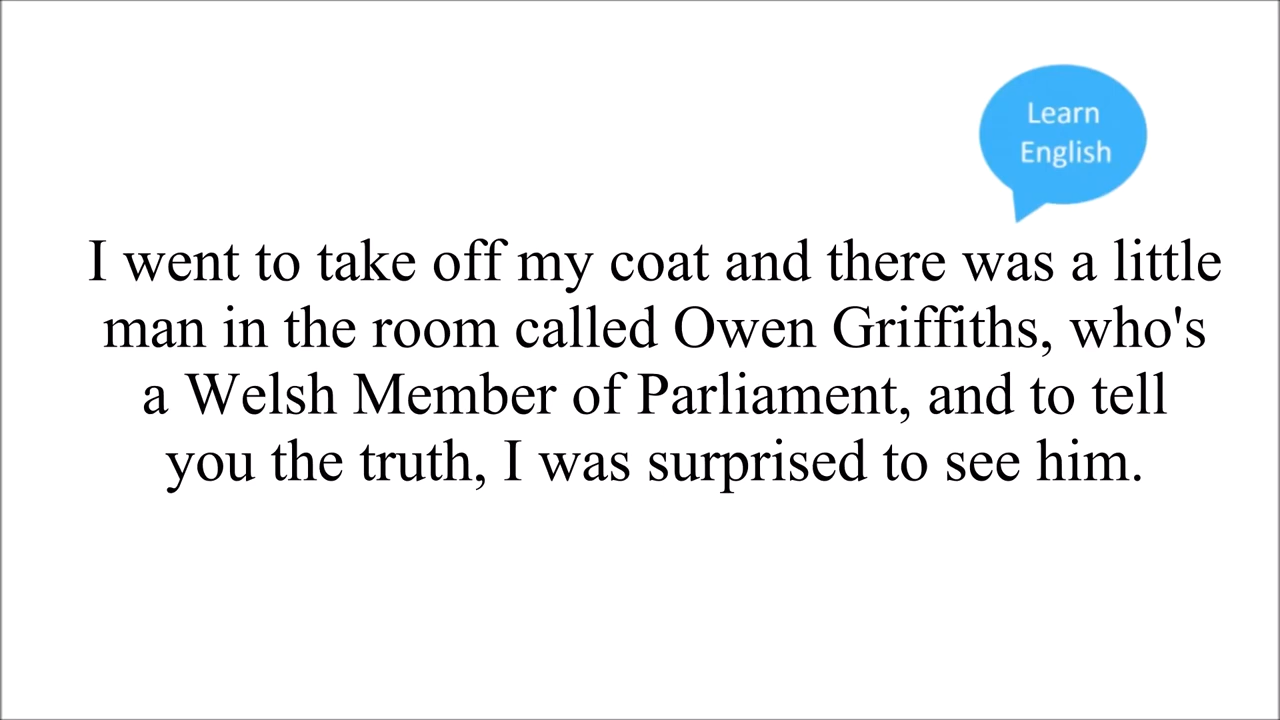 Learn
English
I went to take off my coat and there was a little
man in the room called Owen Griffiths, who's
a Welsh Member of Parliament, and to tell
you the truth, I was surprised to see him.